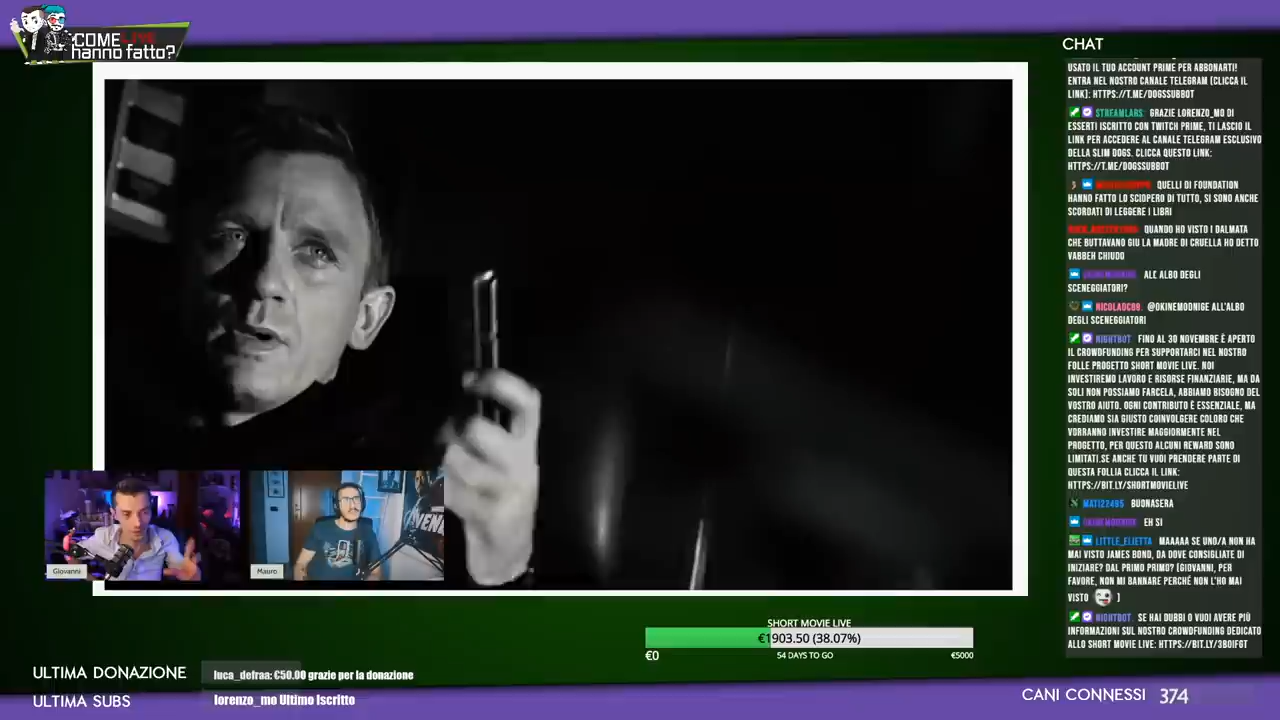 COME LIVE
hanno fatto?
CHAT
USATO IL TUO ACCOUNT PRIME PER ABBONARTI!
ENTRA NEL NOSTRO CANALE TELEGRAM [CLICCA IL
LINK]: HTTPS://T.ME/DOGSSUBBOT
STREAMLABS: GRAZIE LORENZO_MO DI
ESSERTI ISCRITTO CON TWITCH PRIME, TI LASCIO IL
LINK PER ACCEDERE AL CANALE TELEGRAM ESCLUSIVO
DELLA SLIM DOGS. CLICCA QUESTO LINK:
HTTPS://T.ME/DOGSSUBBOT
QUELLI DI FOUNDATION
HANNO FATTO LO SCIOPERO DI TUTTO, SI SONO ANCHE
SCORDATI DI LEGGERE I LIBRI
QUANDO HO VISTO I DALMATA
CHE BUTTAVANO GIU LA MADRE DI CRUELLA HO DETTO
VABBEH CHIUDO
ALL'ALBO DEGLI
SCENEGGIATORI?
NICOLADC88: @OKINEMODNIGE ALL'ALBO
DEGLI SCENEGGIATORI
NIGHTBOT: FINO AL 30 NOVEMBRE È APERTO
IL CROWDFUNDING PER SUPPORTARCI NEL NOSTRO
FOLLE PROGETTO SHORT MOVIE LIVE. NOI
INVESTIREMO LAVORO E RISORSE FINANZIARIE, MA DA
SOLI NON POSSIAMO FARCELA, ABBIAMO BISOGNO DEL
VOSTRO AIUTO. OGNI CONTRIBUTO È ESSENZIALE, MA
CREDIAMO SIA GIUSTO COINVOLGERE COLORO CHE
VORRANNO INVESTIRE MAGGIORMENTE NEL
PROGETTO, PER QUESTO ALCUNI REWARD SONO
LIMITATI.SE ANCHE TU VUOI PRENDERE PARTE DI
QUESTA FOLLIA CLICCA IL LINK:
HTTPS://BIT.LY/SHORTMOVIELIVE
MATI22495 BUONASERA
EH SI
LITTLE_ELIETTA: MAAAAA SE UNO/A NON HA
MAI VISTO JAMES BOND, DA DOVE CONSIGLIATE DI
INIZIARE? DAL PRIMO PRIMO? [GIOVANNI, PER
FAVORE, NON MI BANNARE PERCHÉ NON L'HO MAI
VISTO ]
NIGHTBOT: SE HAI DUBBI O VUOI AVERE PIÙ
INFORMAZIONI SUL NOSTRO CROWDFUNDING DEDICATO
ALLO SHORT MOVIE LIVE: HTTPS://BIT.LY/3BOIFGT
Giovanni
Mauro
SHORT MOVIE LIVE
€1903.50 (38.07%)
€0 54 DAYS TO GO €5000
ULTIMA DONAZIONE luca_defraa: €50.00 grazie per la donazione
ULTIMA SUBS lorenzo_mo Ultimo Iscritto
CANI CONNESSI 374